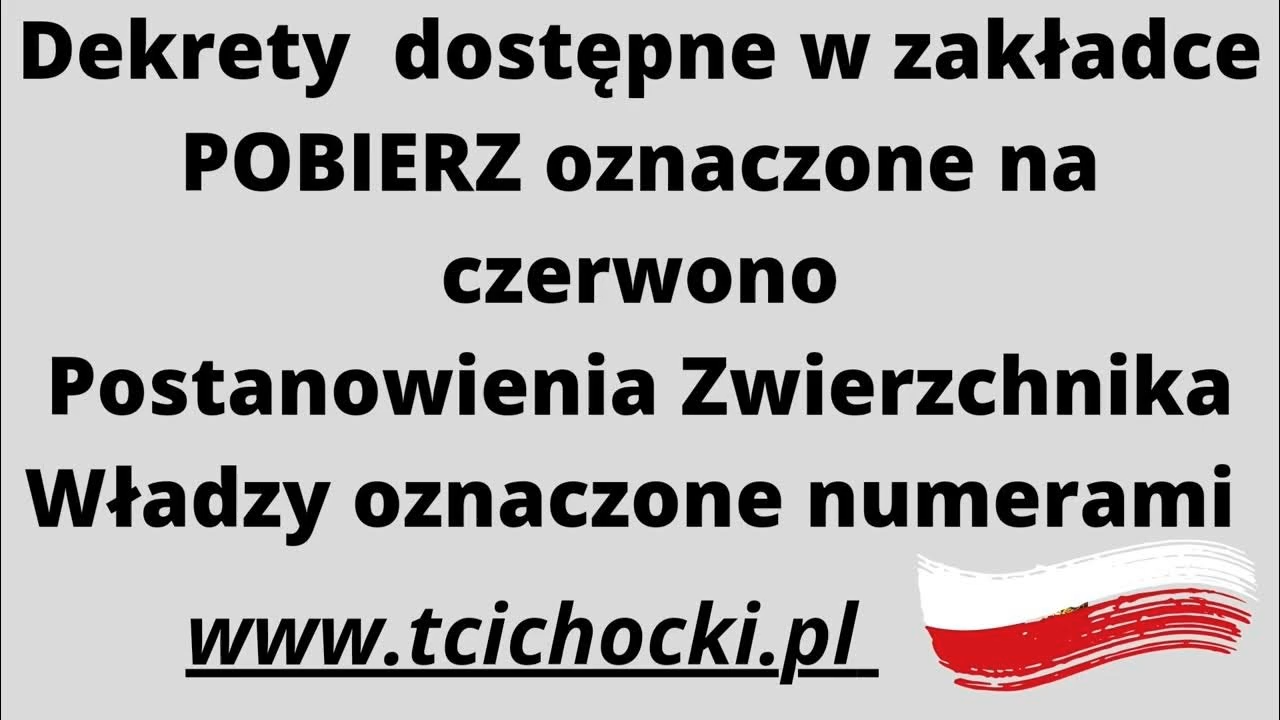 Dekrety dostępne w zakładce
POBIERZ oznaczone na
czerwono
Postanowienia Zwierzchnika
Władzy oznaczone numerami
www.tcichocki.pl